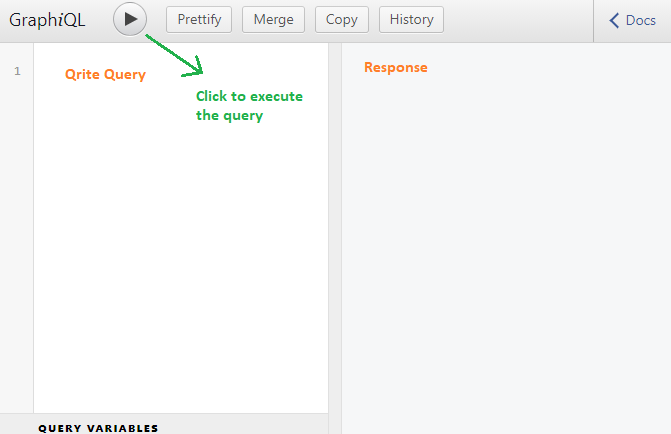 GraphiQL
Prettify
Merge
Copy
History
Docs
1
Qrite Query
Response
Click to execute
the query
QUERY VARIABLES